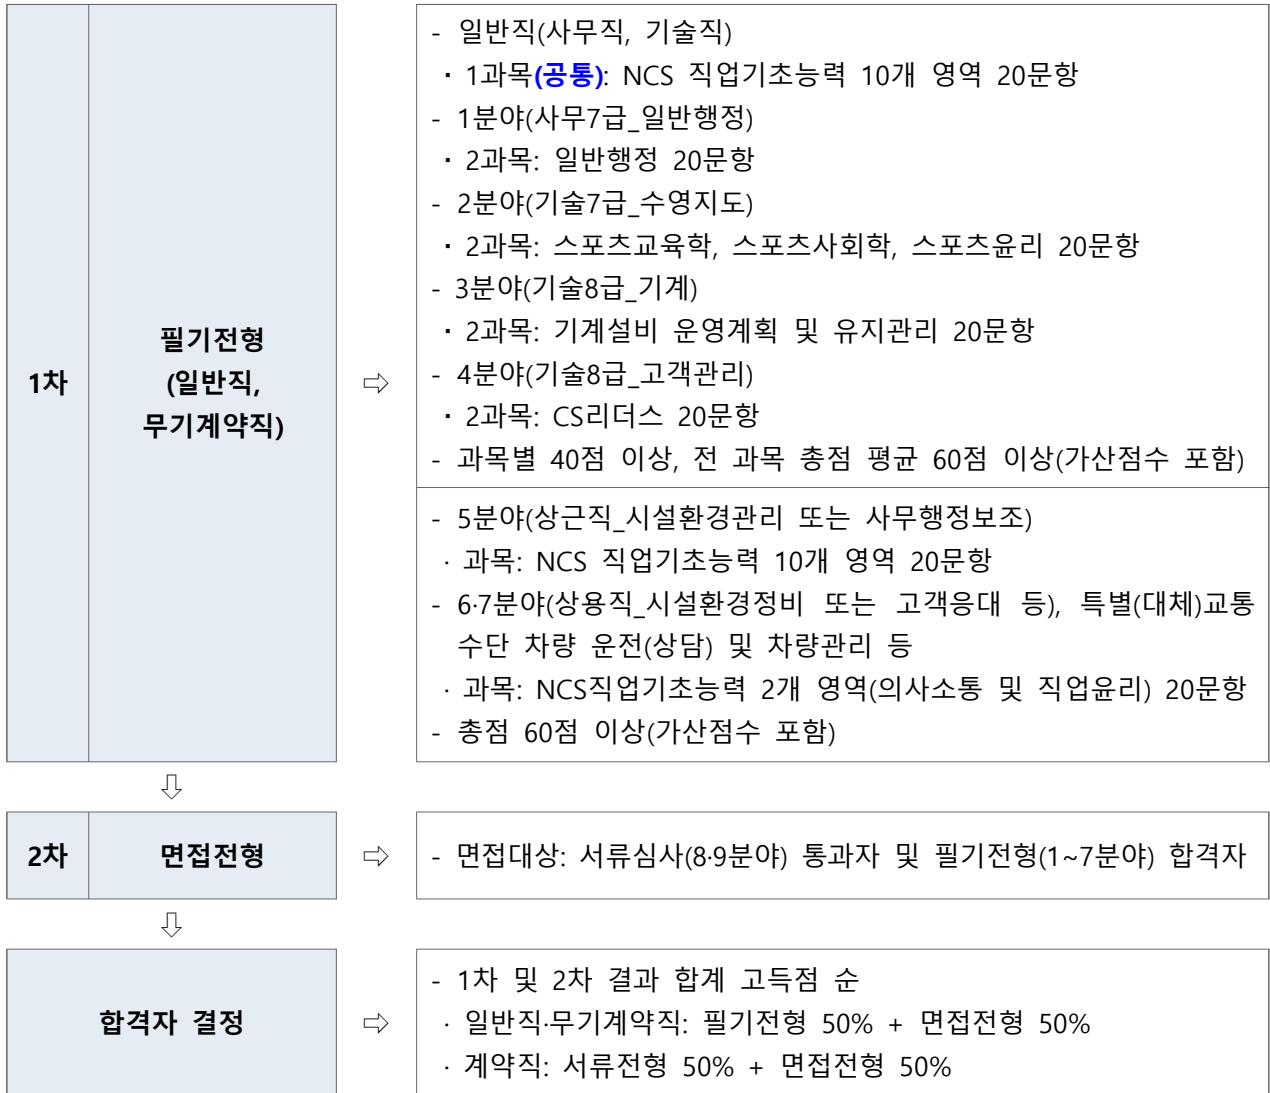 1차
필기전형
(일반직,
무기계약직)
⇨
- 일반직(사무직, 기술직)
・1과목(공통): NCS 직업기초능력 10개 영역 20문항
- 1분야(사무7급_일반행정)
・2과목: 일반행정 20문항
- 2분야(기술7급_수영지도)
・2과목: 스포츠교육학, 스포츠사회학, 스포츠윤리 20문항
- 3분야(기술8급_기계)
・2과목: 기계설비 운영계획 및 유지관리 20문항
- 4분야(기술8급_고객관리)
・2과목: CS리더스 20문항
- 과목별 40점 이상, 전 과목 총점 평균 60점 이상(가산점수 포함)
- 5분야(상근직_시설환경관리 또는 사무행정보조)
· 과목: NCS 직업기초능력 10개 영역 20문항
- 6·7분야(상용직_시설환경정비 또는 고객응대 등), 특별(대체)교통
수단 차량 운전(상담) 및 차량관리 등
· 과목: NCS직업기초능력 2개 영역(의사소통 및 직업윤리) 20문항
- 총점 60점 이상(가산점수 포함)
⇩
2차
면접전형
⇨
- 면접대상: 서류심사(8·9분야) 통과자 및 필기전형(1~7분야) 합격자
⇩
합격자 결정
⇨
- 1차 및 2차 결과 합계 고득점 순
· 일반직·무기계약직: 필기전형 50% + 면접전형 50%
· 계약직: 서류전형 50% + 면접전형 50%